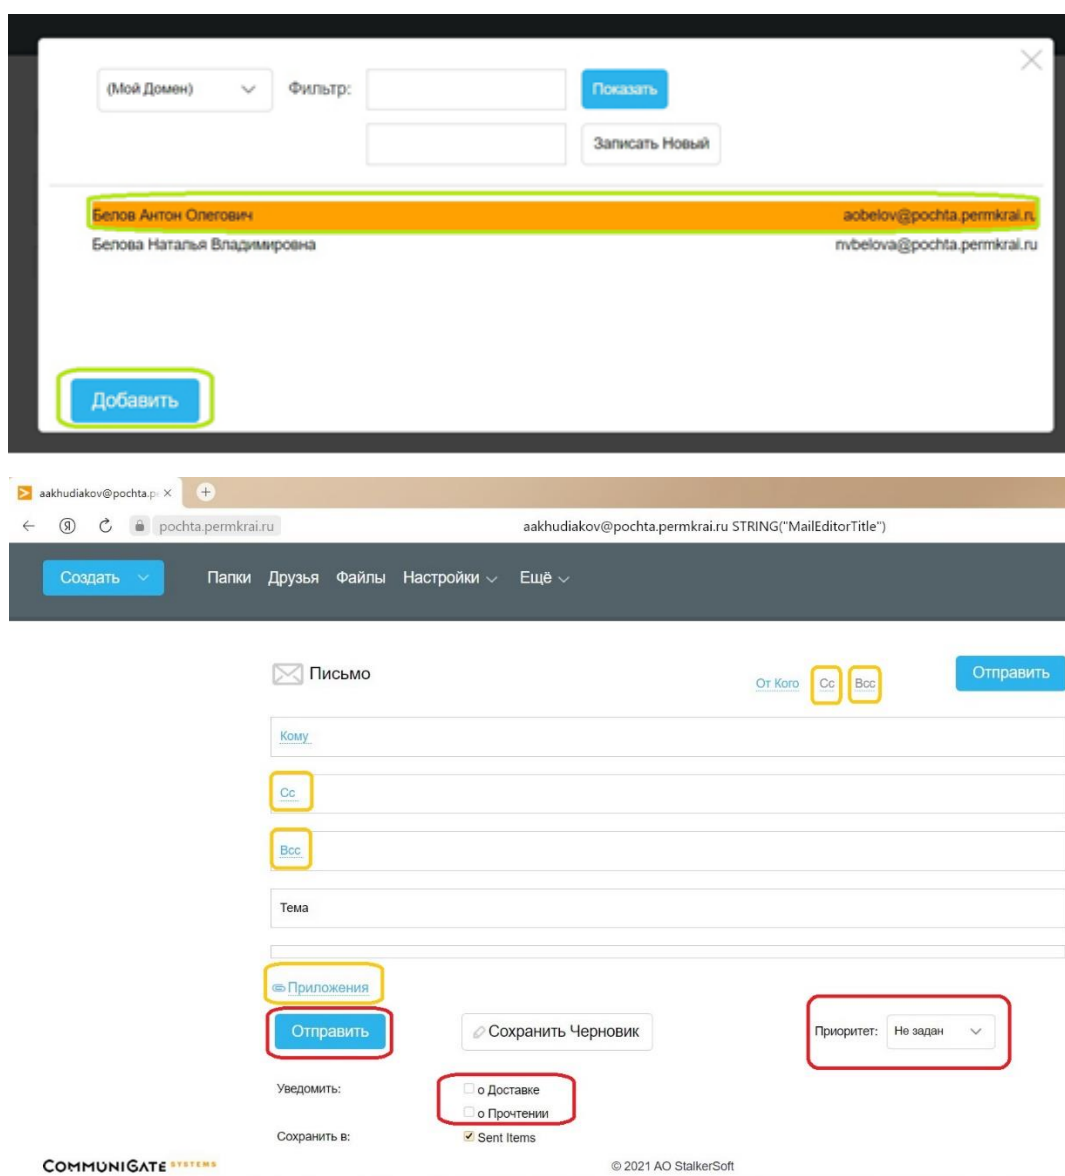 (Мой Домен) Фильтр: Показать
Записать Новый
Белов Антон Олегович aobelov@pochta.permkrai.ru
Белова Наталья Владимировна nvbelova@pochta.permkrai.ru
Добавить
aakhudiakov@pochta.p
pochta.permkrai.ru aakhudiakov@pochta.permkrai.ru STRING("MailEditorTitle")
Создать Папки Друзья Файлы Настройки Ещё
Письмо От Кого Cc Bcc Отправить
Кому
Cc
Bcc
Тема
Приложения
Отправить Сохранить Черновик Приоритет: Не задан
Уведомить: о Доставке
о Прочтении
Сохранить в: Sent Items
COMMUNIGATE SYSTEMS © 2021 AO StalkerSoft